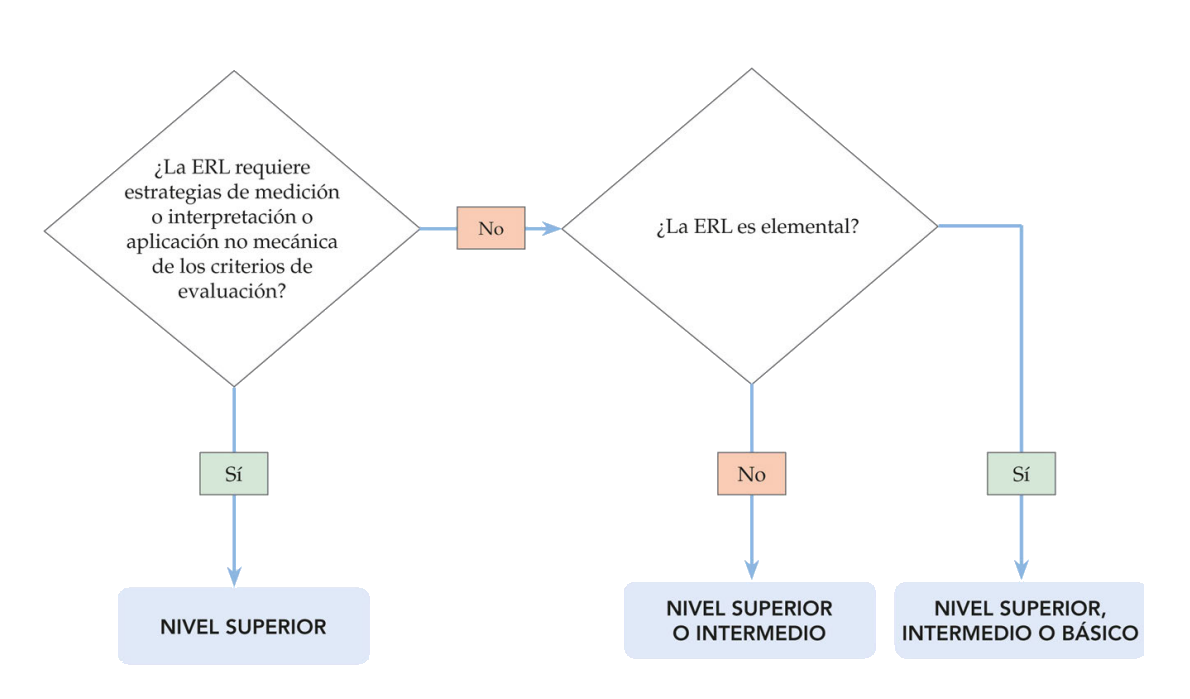 ¿La ERL requiere
estrategias de medición
o interpretación o
aplicación no mecánica
de los criterios de
evaluación?
No
¿La ERL es elemental?
Sí
No
Sí
NIVEL SUPERIOR
NIVEL SUPERIOR
O INTERMEDIO
NIVEL SUPERIOR,
INTERMEDIO O BÁSICO